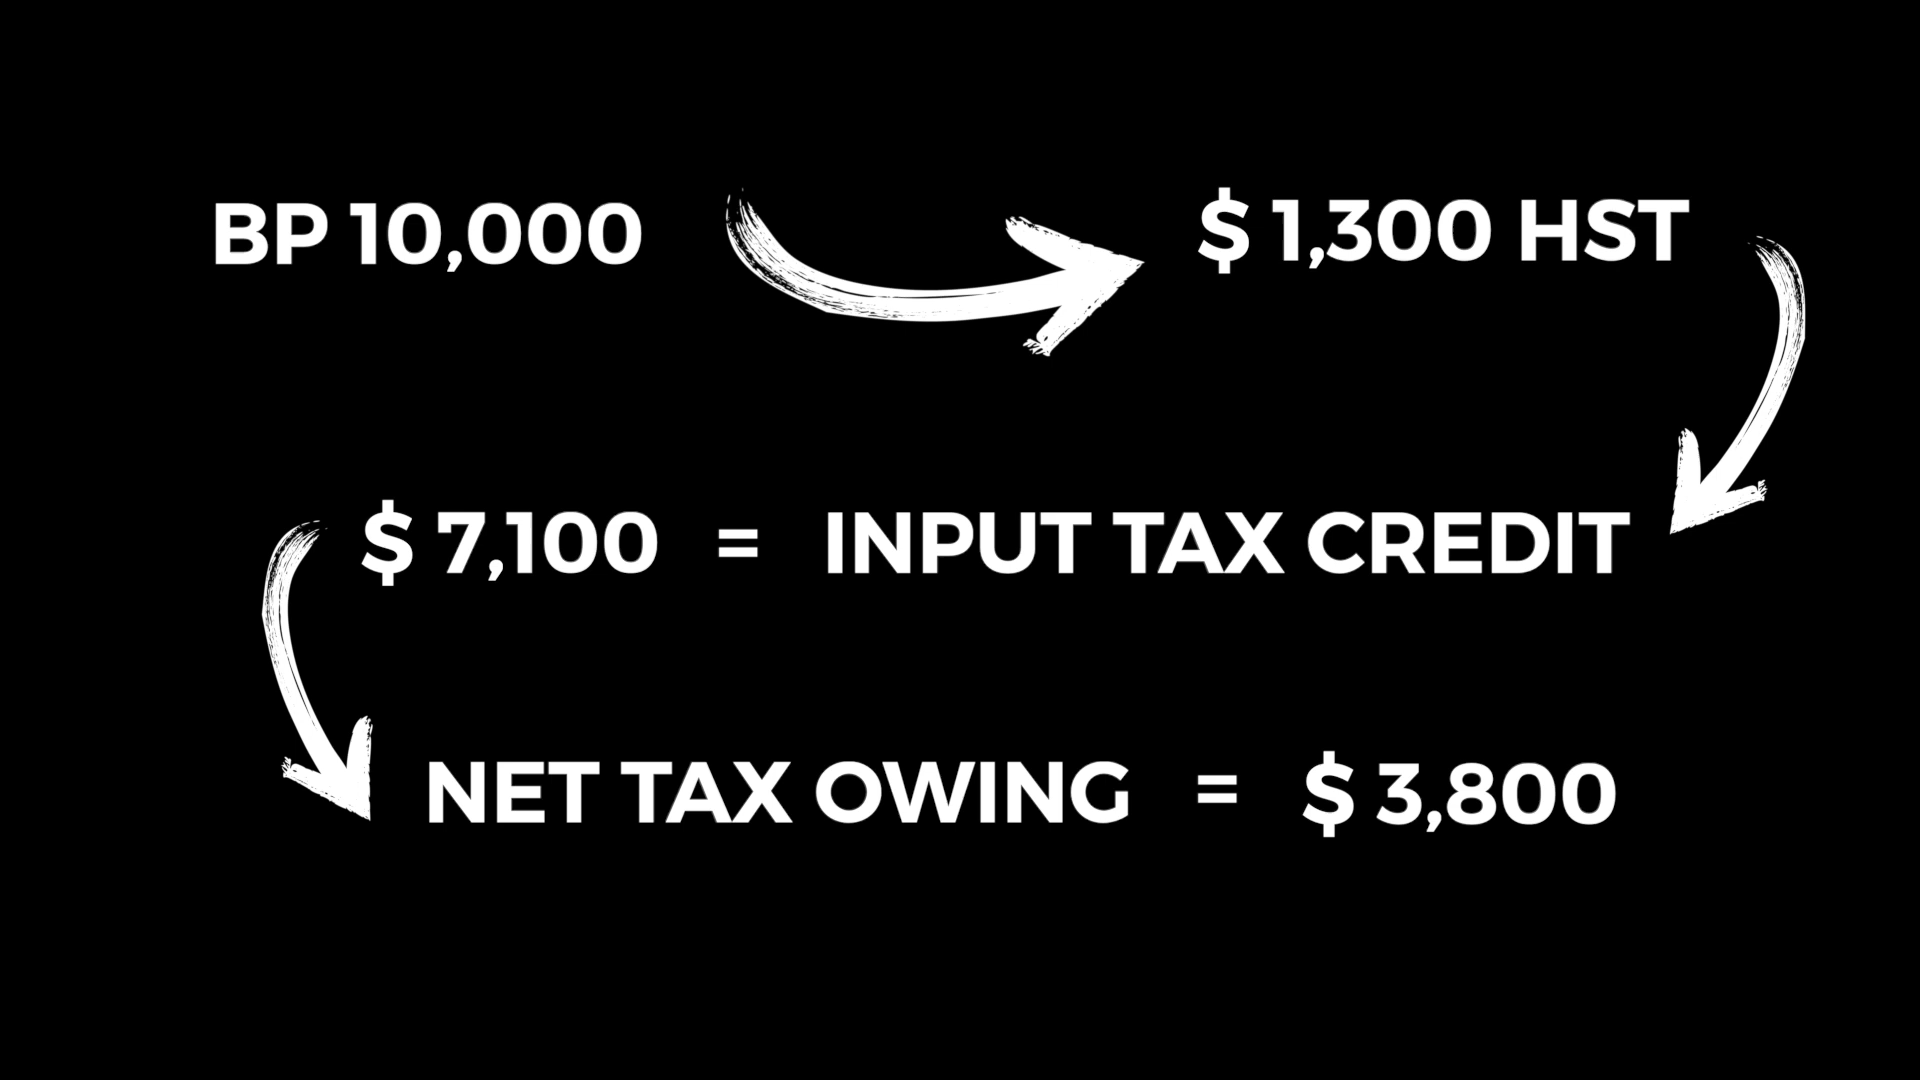 BP 10,000 $ 1,300 HST
$ 7,100 = INPUT TAX CREDIT
NET TAX OWING = $ 3,800